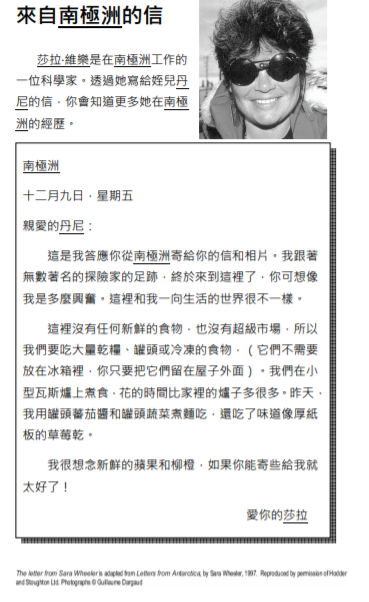 來自南極洲的信
莎拉·維樂是在南極洲工作的
一位科學家。透過她寫給姪兒丹
尼的信，你會知道更多她在南極
洲的經歷。
南極洲
十二月九日，星期五
親愛的丹尼：
這是我答應你從南極洲寄給你的信和相片。我跟著
無數著名的探險家的足跡，終於來到這裡了，你可想像
我是多麼興奮。這裡和我一向生活的世界很不一樣。
這裡沒有任何新鮮的食物，也沒有超級市場，所以
我們要吃大量乾糧、罐頭或冷凍的食物，（它們不需要
放在冰箱裡，你只要把它們留在屋子外面）。我們在小
型瓦斯爐上煮食，花的時間比家裡的爐子多很多。昨天，
我用罐頭蕃茄醬和罐頭蔬菜煮麵吃，還吃了味道像厚紙
板的草莓乾。
我很想念新鮮的蘋果和柳橙，如果你能寄些給我就
太好了！
愛你的莎拉
The letter from Sara Wheeler is adapted from Letters from Antarctica, by Sara Wheeler, 1997. Reproduced by permission of Hodder
and Stoughton Ltd. Photographs © Guillaume Dargaud